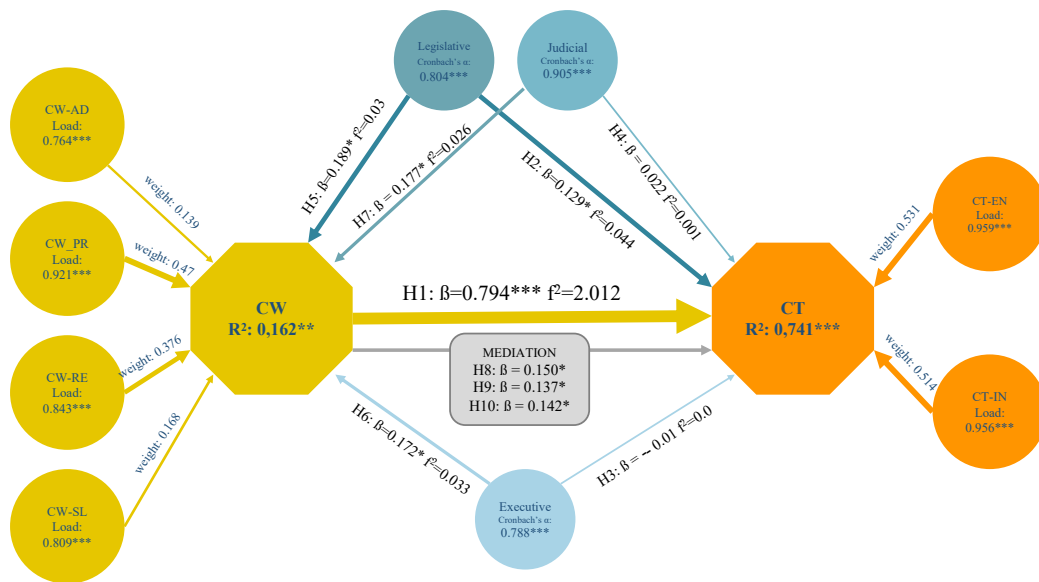 Legislative
Cronbach's α:
0.804***
Judicial
Cronbach's α:
0.905***
CW-AD
Load:
0.764***
weight: 0.139
H5: ß=0.189* f²=0.03
H7: ß = 0.177* f²=0.026
H2: ß=0.129* f²=0.044
H4: ß = 0.022 f²=0.001
CW_PR
Load:
0.921***
weight: 0.47
CT-EN
Load:
0.959***
weight: 0.531
CW
R²: 0,162**
H1: ß=0.794*** f²=2.012
CT
R²: 0,741***
CW-RE
Load:
0.843***
weight: 0.376
MEDIATION
H8: ß = 0.150*
H9: ß = 0.137*
H10: ß = 0.142*
CT-IN
Load:
0.956***
weight: 0.514
CW-SL
Load:
0.809***
weight: 0.168
H6: ß=0.172* f²=0.033
H3: ß = – 0.01 f²=0.0
Executive
Cronbach's α:
0.788***